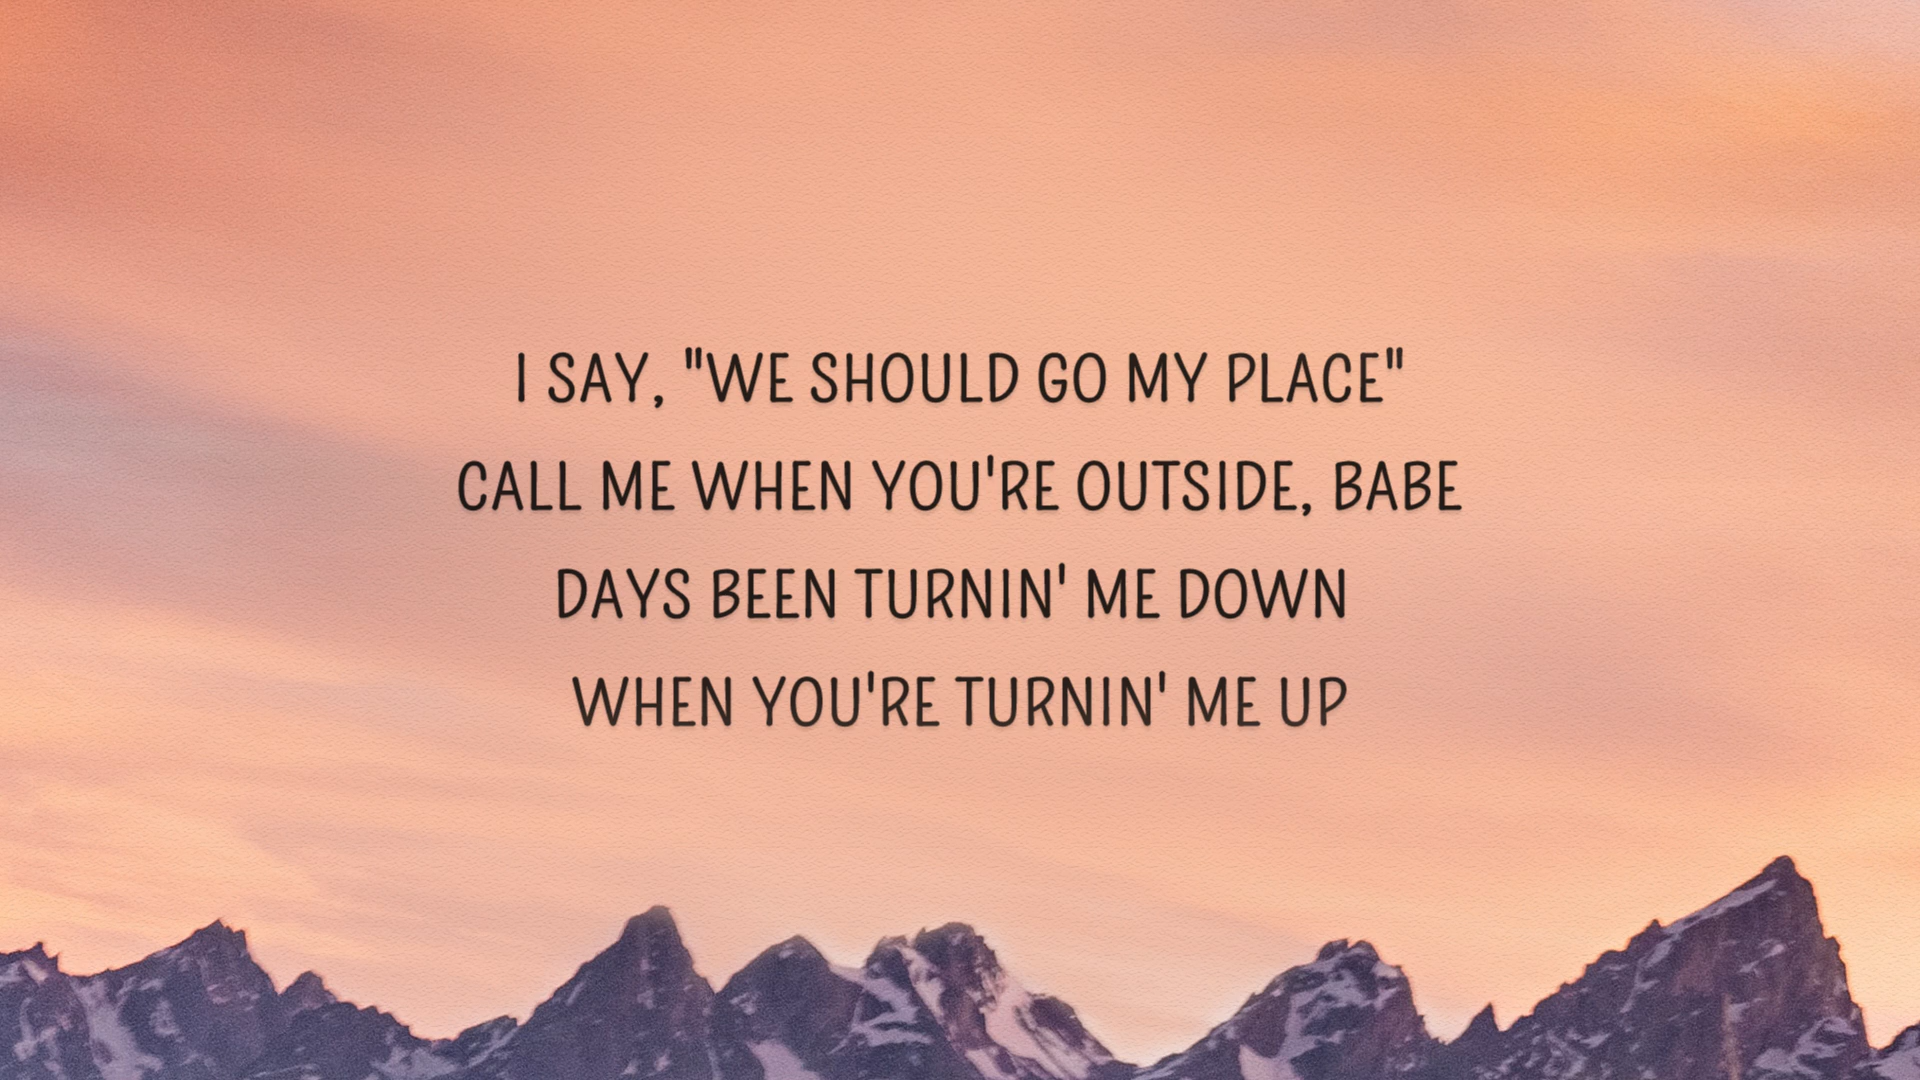 I SAY, "WE SHOULD GO MY PLACE"
CALL ME WHEN YOU'RE OUTSIDE, BABE
DAYS BEEN TURNIN' ME DOWN
WHEN YOU'RE TURNIN' ME UP